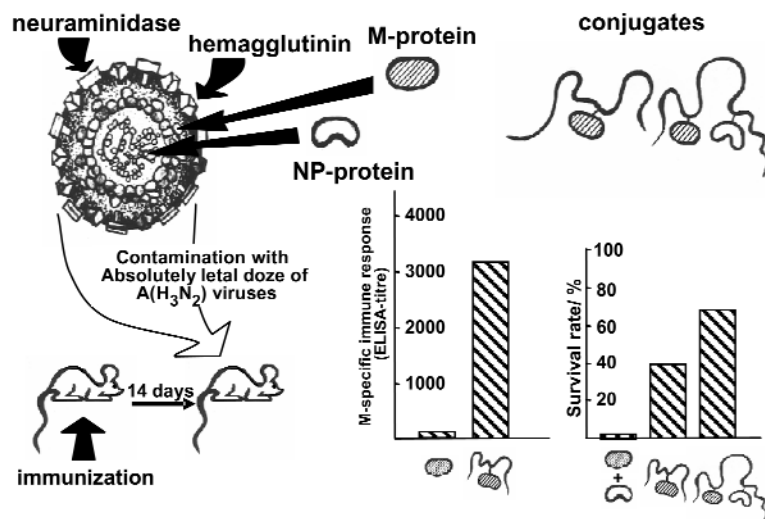 neuraminidase
hemagglutinin
M-protein
conjugates
NP-protein
Contamination with
Absolutely letal doze of
A(H₃N₂) viruses
14 days
immunization
M-specific immune response
(ELISA-titre)
4000
3000
2000
1000
Survival rate/ %
100
80
60
40
20
+